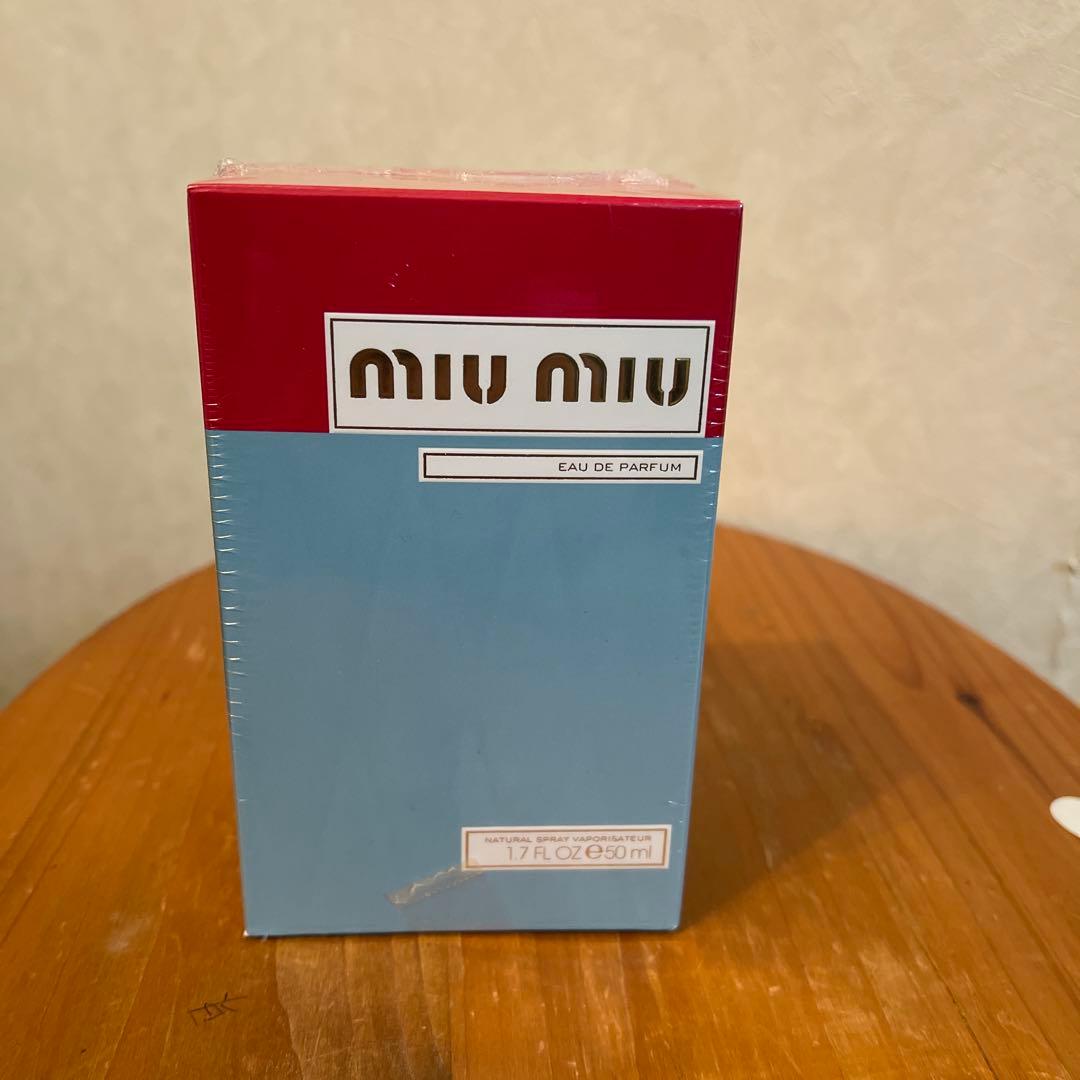 miu miu
EAU DE PARFUM
NATURAL SPRAY VAPORISATEUR
1.7 FL OZ ℮ 50 ml